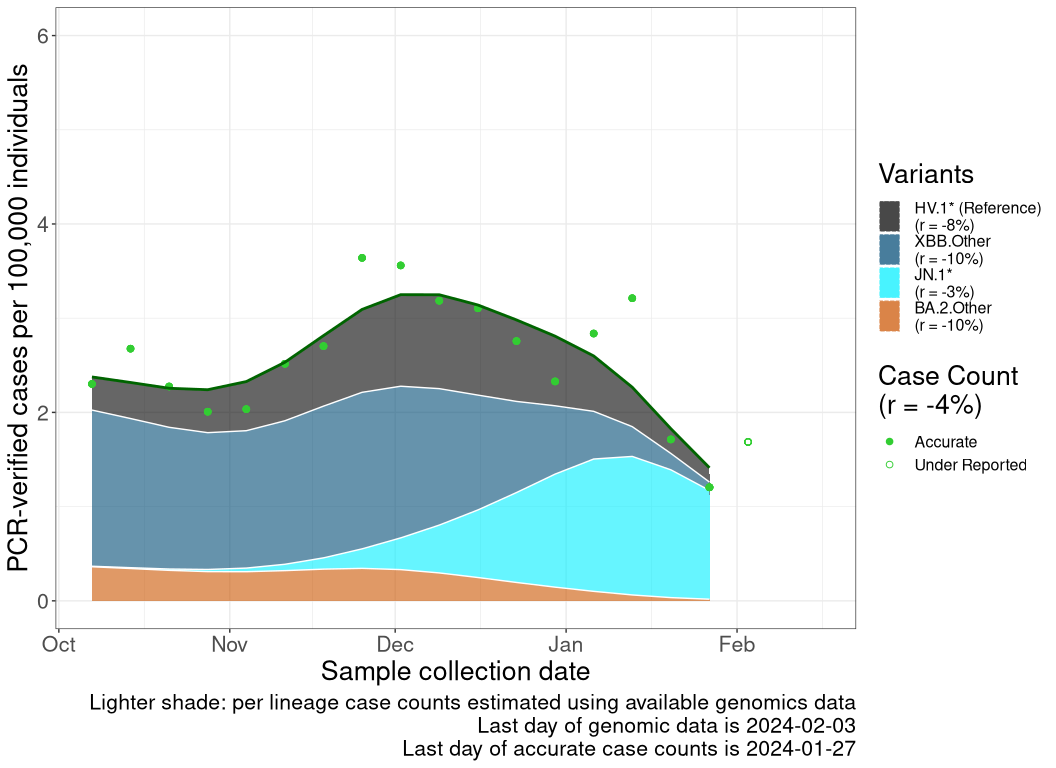 PCR-verified cases per 100,000 individuals
6
4
2
0
Oct
Nov
Dec
Jan
Feb
Sample collection date
Lighter shade: per lineage case counts estimated using available genomics data
Last day of genomic data is 2024-02-03
Last day of accurate case counts is 2024-01-27
Variants
HV.1* (Reference)
(r = -8%)
XBB.Other
(r = -10%)
JN.1*
(r = -3%)
BA.2.Other
(r = -10%)
Case Count
(r = -4%)
Accurate
Under Reported